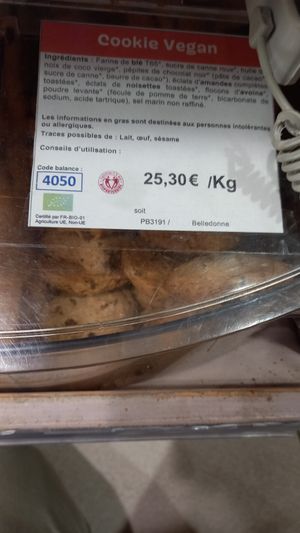 Cookie Vegan
Ingrédients : Farine de blé T65*, sucre de canne roux*, huile
noix de coco vierge*, pépites de chocolat noir* (pâte de cacao*,
sucre de canne*, beurre de cacao*), éclats d'amandes complètes
toastées*, éclats de noisettes toastées*, flocons d'avoine*
poudre levante* (fécule de pomme de terre*, bicarbonate de
sodium, acide tartrique), sel marin non raffiné.
Les informations en gras sont destinées aux personnes intolérantes
ou allergiques.
Traces possibles de : Lait, œuf, sésame
Conseils d'utilisation :
Code balance :
4050
25,30€ /Kg
Certifié par FR-BIO-01
Agriculture UE, Non-UE
soit
PB3191 / Belledonne